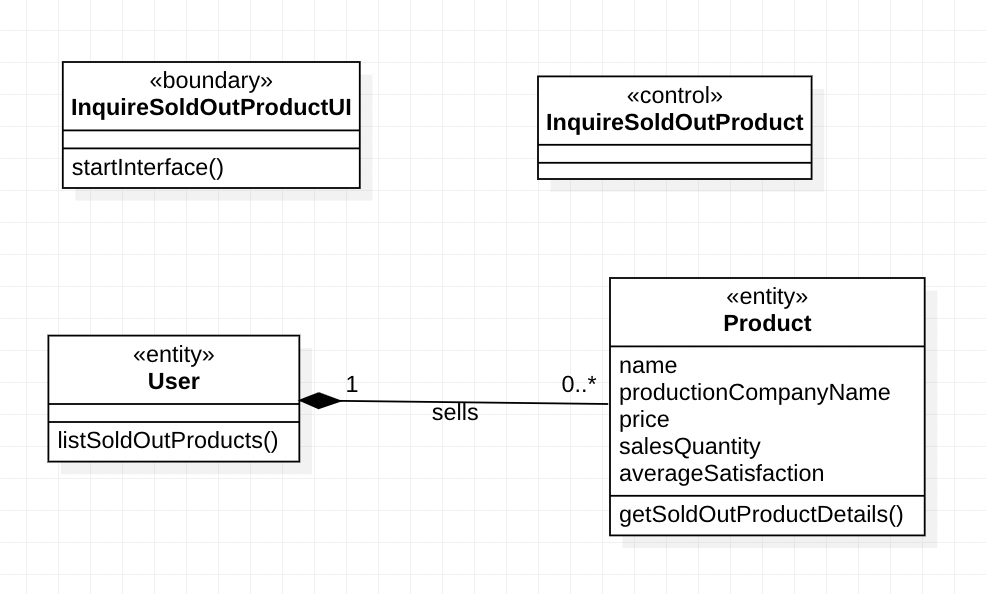 «boundary»
InquireSoldOutProductUI
startInterface()
«control»
InquireSoldOutProduct
«entity»
User
listSoldOutProducts()
1
0..*
sells
«entity»
Product
name
productionCompanyName
price
salesQuantity
averageSatisfaction
getSoldOutProductDetails()